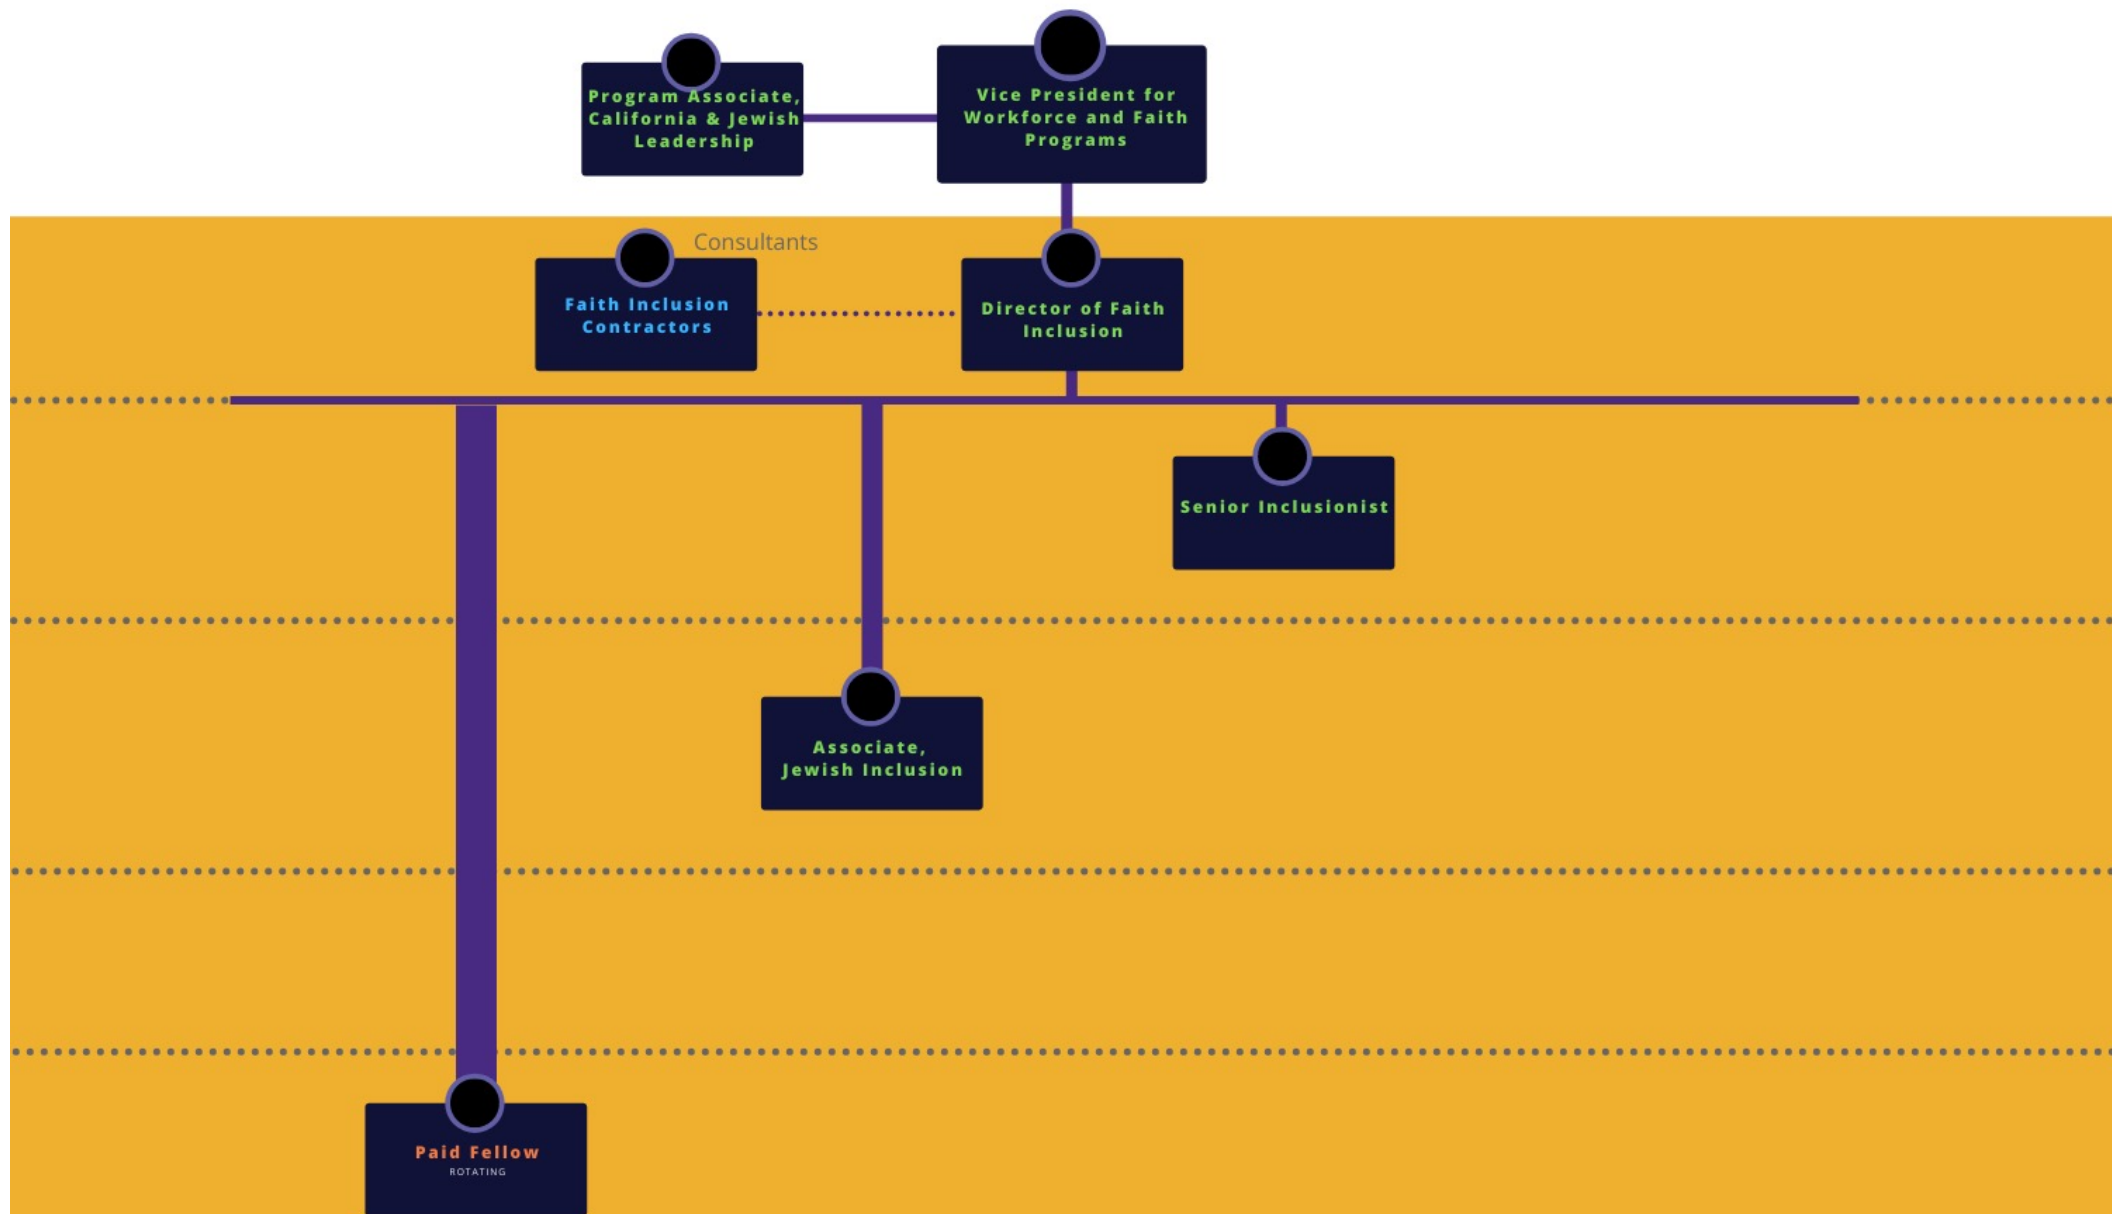 Program Associate,
California & Jewish
Leadership
Vice President for
Workforce and Faith
Programs
Consultants
Faith Inclusion
Contractors
Director of Faith
Inclusion
Senior Inclusionist
Associate,
Jewish Inclusion
Paid Fellow
ROTATING